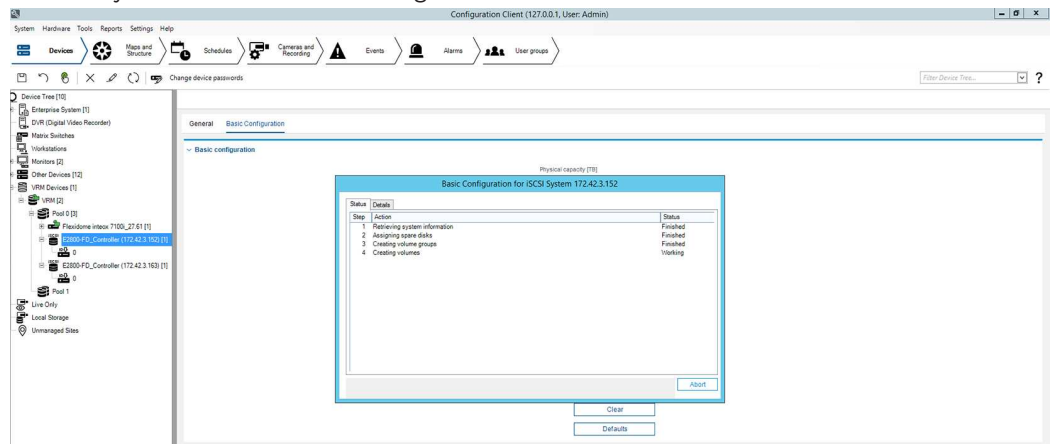 Configuration Client (127.0.0.1, User: Admin)
System Hardware Tools Reports Settings Help
Devices
Maps and Structure
Schedules
Cameras and Recording
Events
Alarms
User groups
Change device passwords
Filter Device Tree...
?
Device Tree [10]
Enterprise System [1]
DVR (Digital Video Recorder)
Matrix Switches
Workstations
Monitors [2]
Other Devices [12]
VRM Devices [1]
VRM [2]
Pool 0 [3]
Flexidome inteox 7100i_27.61 [1]
E2800-FD_Controller (172.42.3.152) [1]
0
E2800-FD_Controller (172.42.3.163) [1]
0
Pool 1
Live Only
Local Storage
Unmanaged Sites
General Basic Configuration
Basic configuration
Physical capacity [TB]
Basic Configuration for iSCSI System 172.42.3.152
Status Details
Step Action Status
1 Retrieving system information Finished
2 Assigning spare disks Finished
3 Creating volume groups Finished
4 Creating volumes Working
Abort
Clear
Defaults